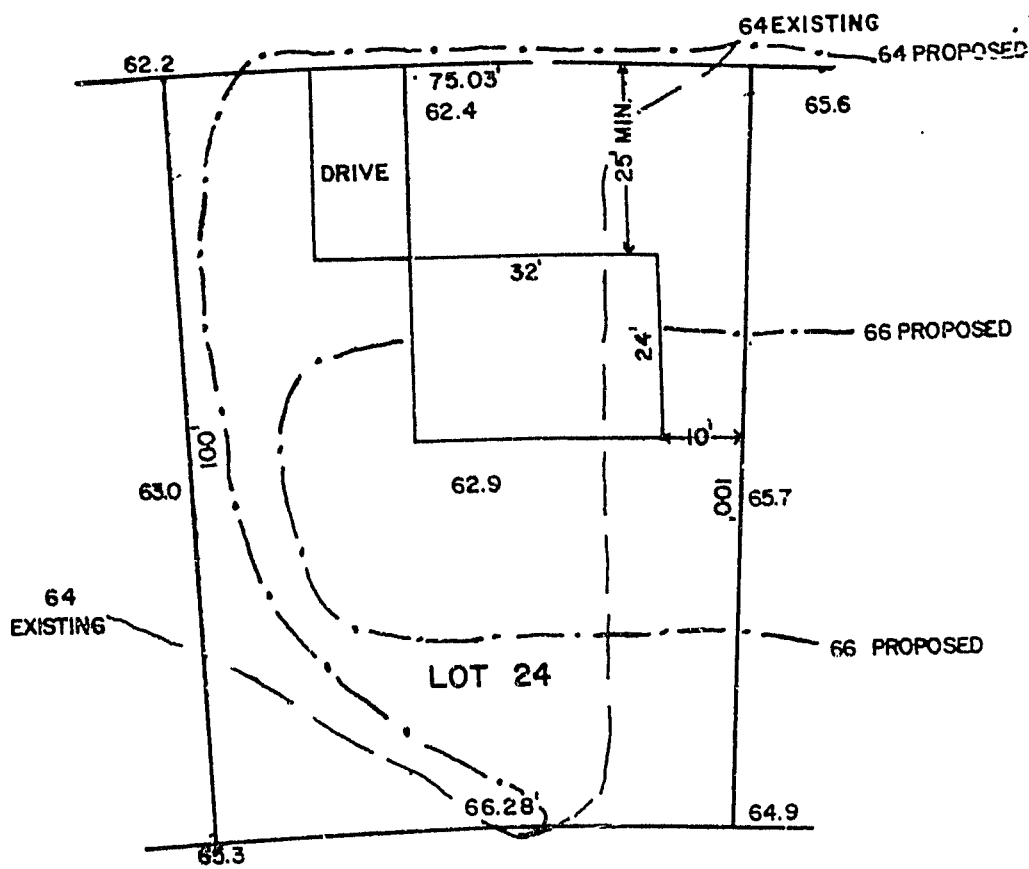 64 EXISTING
64 PROPOSED
62.2
75.03'
62.4
65.6
25' MIN.
DRIVE
32'
24'
66 PROPOSED
100'
10'
63.0
62.9
100'
65.7
64
EXISTING
66 PROPOSED
LOT 24
66.28'
64.9
65.3